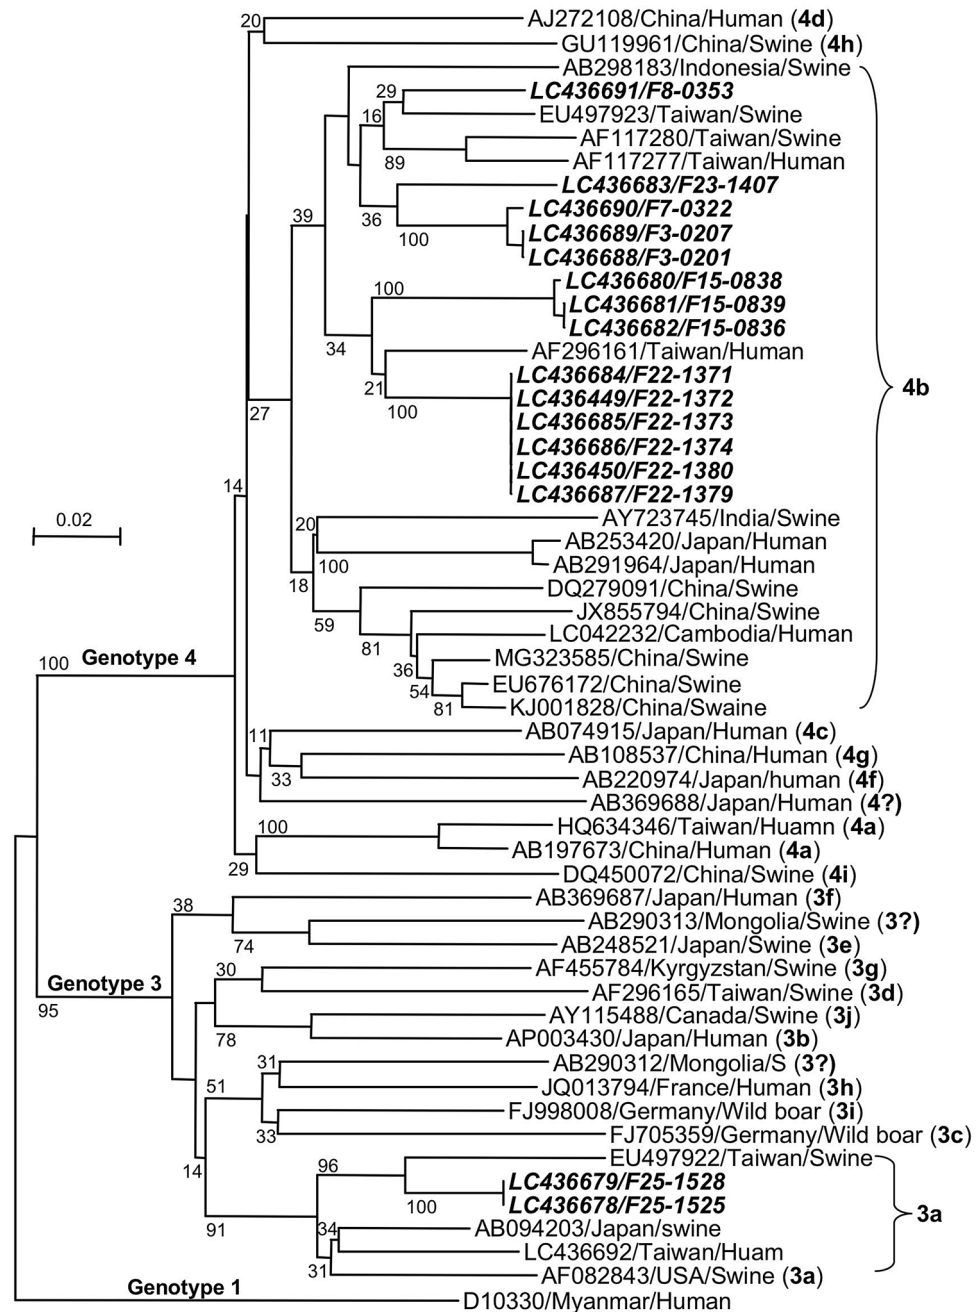 20
AJ272108/China/Human (4d)
GU119961/China/Swine (4h)
AB298183/Indonesia/Swine
29
LC436691/F8-0353
16
EU497923/Taiwan/Swine
AF117280/Taiwan/Swine
89
AF117277/Taiwan/Human
LC436683/F23-1407
39
36
LC436690/F7-0322
100
LC436689/F3-0207
LC436688/F3-0201
100
LC436680/F15-0838
LC436681/F15-0839
LC436682/F15-0836
34
AF296161/Taiwan/Human
21
LC436684/F22-1371
4b
LC436449/F22-1372
27
100
LC436685/F22-1373
LC436686/F22-1374
LC436450/F22-1380
14
LC436687/F22-1379
0.02
20
AY723745/India/Swine
AB253420/Japan/Human
100
AB291964/Japan/Human
18
DQ279091/China/Swine
59
JX855794/China/Swine
81
LC042232/Cambodia/Human
100
Genotype 4
36
MG323585/China/Swine
54
EU676172/China/Swine
81
KJ001828/China/Swaine
11
AB074915/Japan/Human (4c)
AB108537/China/Human (4g)
33
AB220974/Japan/human (4f)
AB369688/Japan/Human (4?)
100
HQ634346/Taiwan/Huamn (4a)
AB197673/China/Human (4a)
29
DQ450072/China/Swine (4i)
38
AB369687/Japan/Human (3f)
AB290313/Mongolia/Swine (3?)
74
AB248521/Japan/Swine (3e)
30
AF455784/Kyrgyzstan/Swine (3g)
Genotype 3
AF296165/Taiwan/Swine (3d)
95
AY115488/Canada/Swine (3j)
78
AP003430/Japan/Human (3b)
31
AB290312/Mongolia/S (3?)
51
JQ013794/France/Human (3h)
FJ998008/Germany/Wild boar (3i)
33
FJ705359/Germany/Wild boar (3c)
14
96
EU497922/Taiwan/Swine
LC436679/F25-1528
100
LC436678/F25-1525
3a
91
34
AB094203/Japan/swine
LC436692/Taiwan/Huam
31
AF082843/USA/Swine (3a)
Genotype 1
D10330/Myanmar/Human